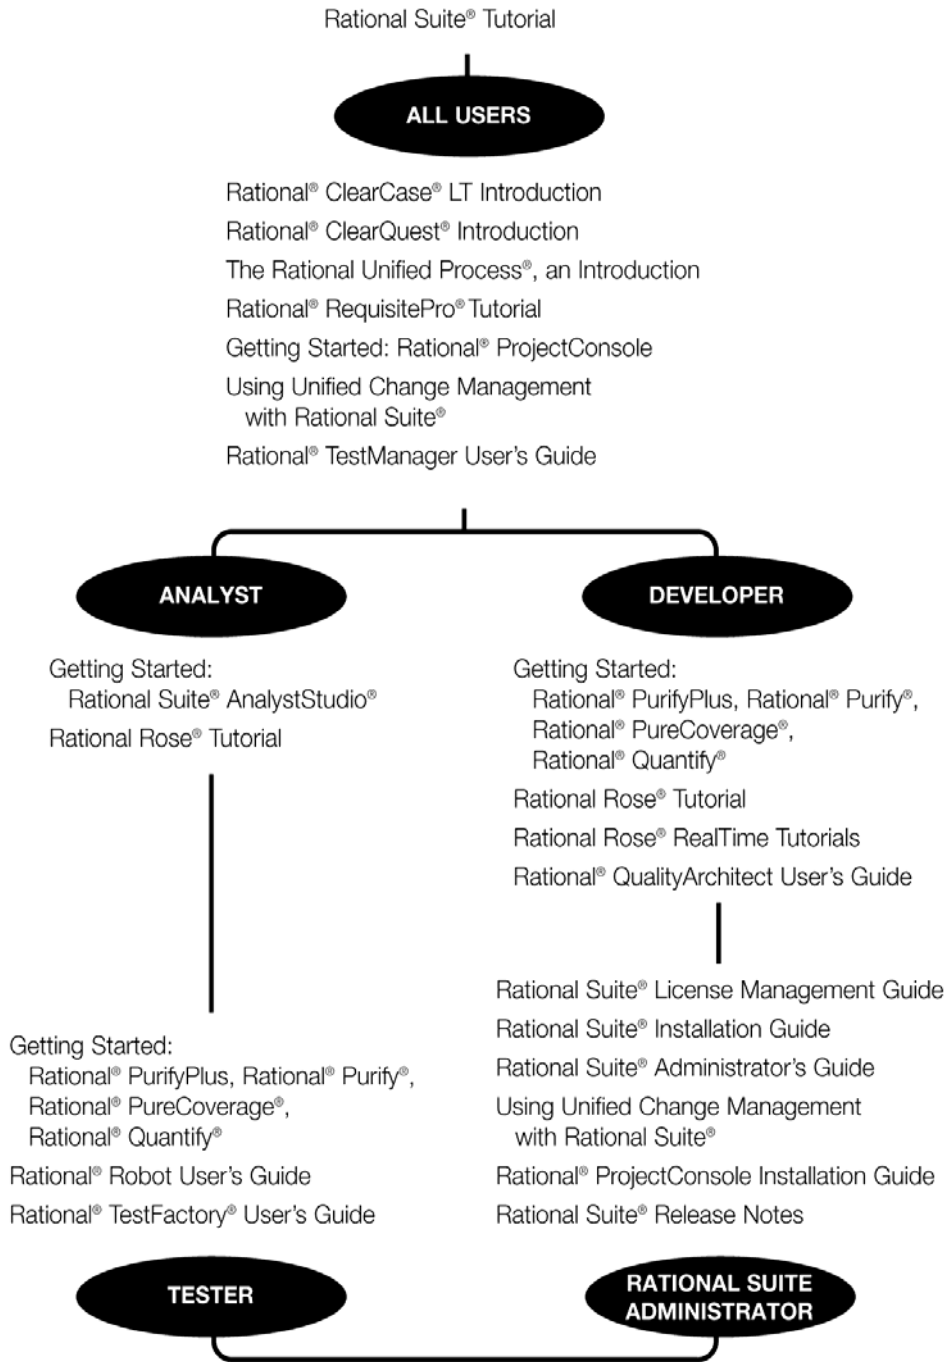 Rational Suite® Tutorial
ALL USERS
Rational® ClearCase® LT Introduction
Rational® ClearQuest® Introduction
The Rational Unified Process®, an Introduction
Rational® RequisitePro® Tutorial
Getting Started: Rational® ProjectConsole
Using Unified Change Management
with Rational Suite®
Rational® TestManager User's Guide
ANALYST
Getting Started:
Rational Suite® AnalystStudio®
Rational Rose® Tutorial
DEVELOPER
Getting Started:
Rational® PurifyPlus, Rational® Purify®,
Rational® PureCoverage®,
Rational® Quantify®
Rational Rose® Tutorial
Rational Rose® RealTime Tutorials
Rational® QualityArchitect User's Guide
Getting Started:
Rational® PurifyPlus, Rational® Purify®,
Rational® PureCoverage®,
Rational® Quantify®
Rational® Robot User's Guide
Rational® TestFactory® User's Guide
TESTER
Rational Suite® License Management Guide
Rational Suite® Installation Guide
Rational Suite® Administrator's Guide
Using Unified Change Management
with Rational Suite®
Rational® ProjectConsole Installation Guide
Rational Suite® Release Notes
RATIONAL SUITE
ADMINISTRATOR